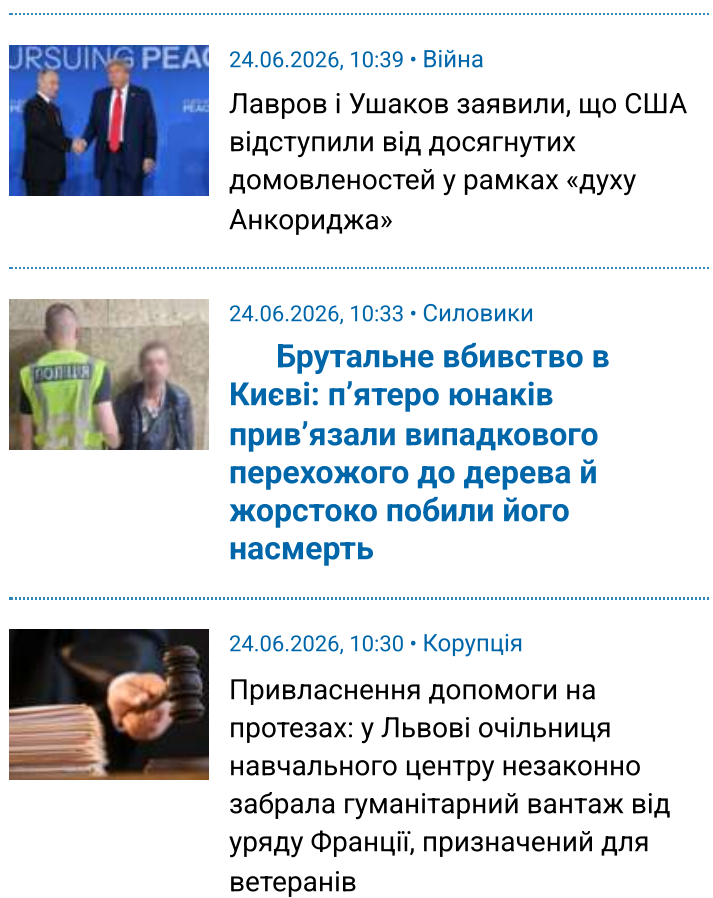 URSUING PEAC
24.06.2026, 10:39 • Війна
Лавров і Ушаков заявили, що США
відступили від досягнутих
домовленостей у рамках «духу
Анкориджа»
24.06.2026, 10:33 • Силовики
ПОЛІЦІЯ
Брутальне вбивство в
Києві: п’ятеро юнаків
прив’язали випадкового
перехожого до дерева й
жорстоко побили його
насмерть
24.06.2026, 10:30 • Корупція
Привласнення допомоги на
протезах: у Львові очільниця
навчального центру незаконно
забрала гуманітарний вантаж від
уряду Франції, призначений для
ветеранів